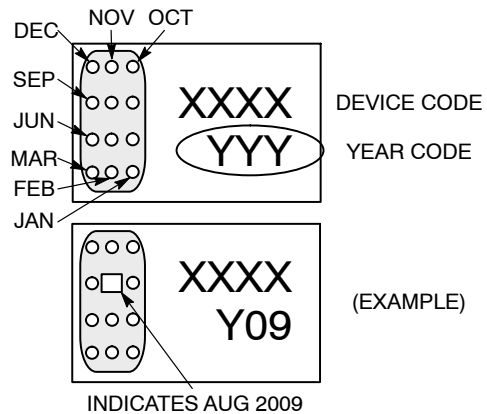 NOV OCT
DEC
SEP
XXXX DEVICE CODE
JUN
YYY YEAR CODE
MAR
FEB
JAN
XXXX
(EXAMPLE)
Y09
INDICATES AUG 2009